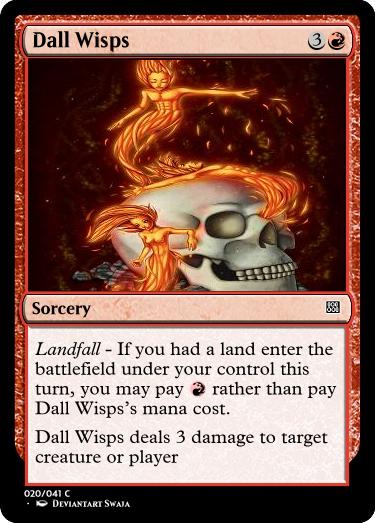 Dall Wisps 3
Sorcery
Landfall - If you had a land enter the
battlefield under your control this
turn, you may pay rather than pay
Dall Wisps's mana cost.
Dall Wisps deals 3 damage to target
creature or player
020/041 C
· Deviantart Swaja